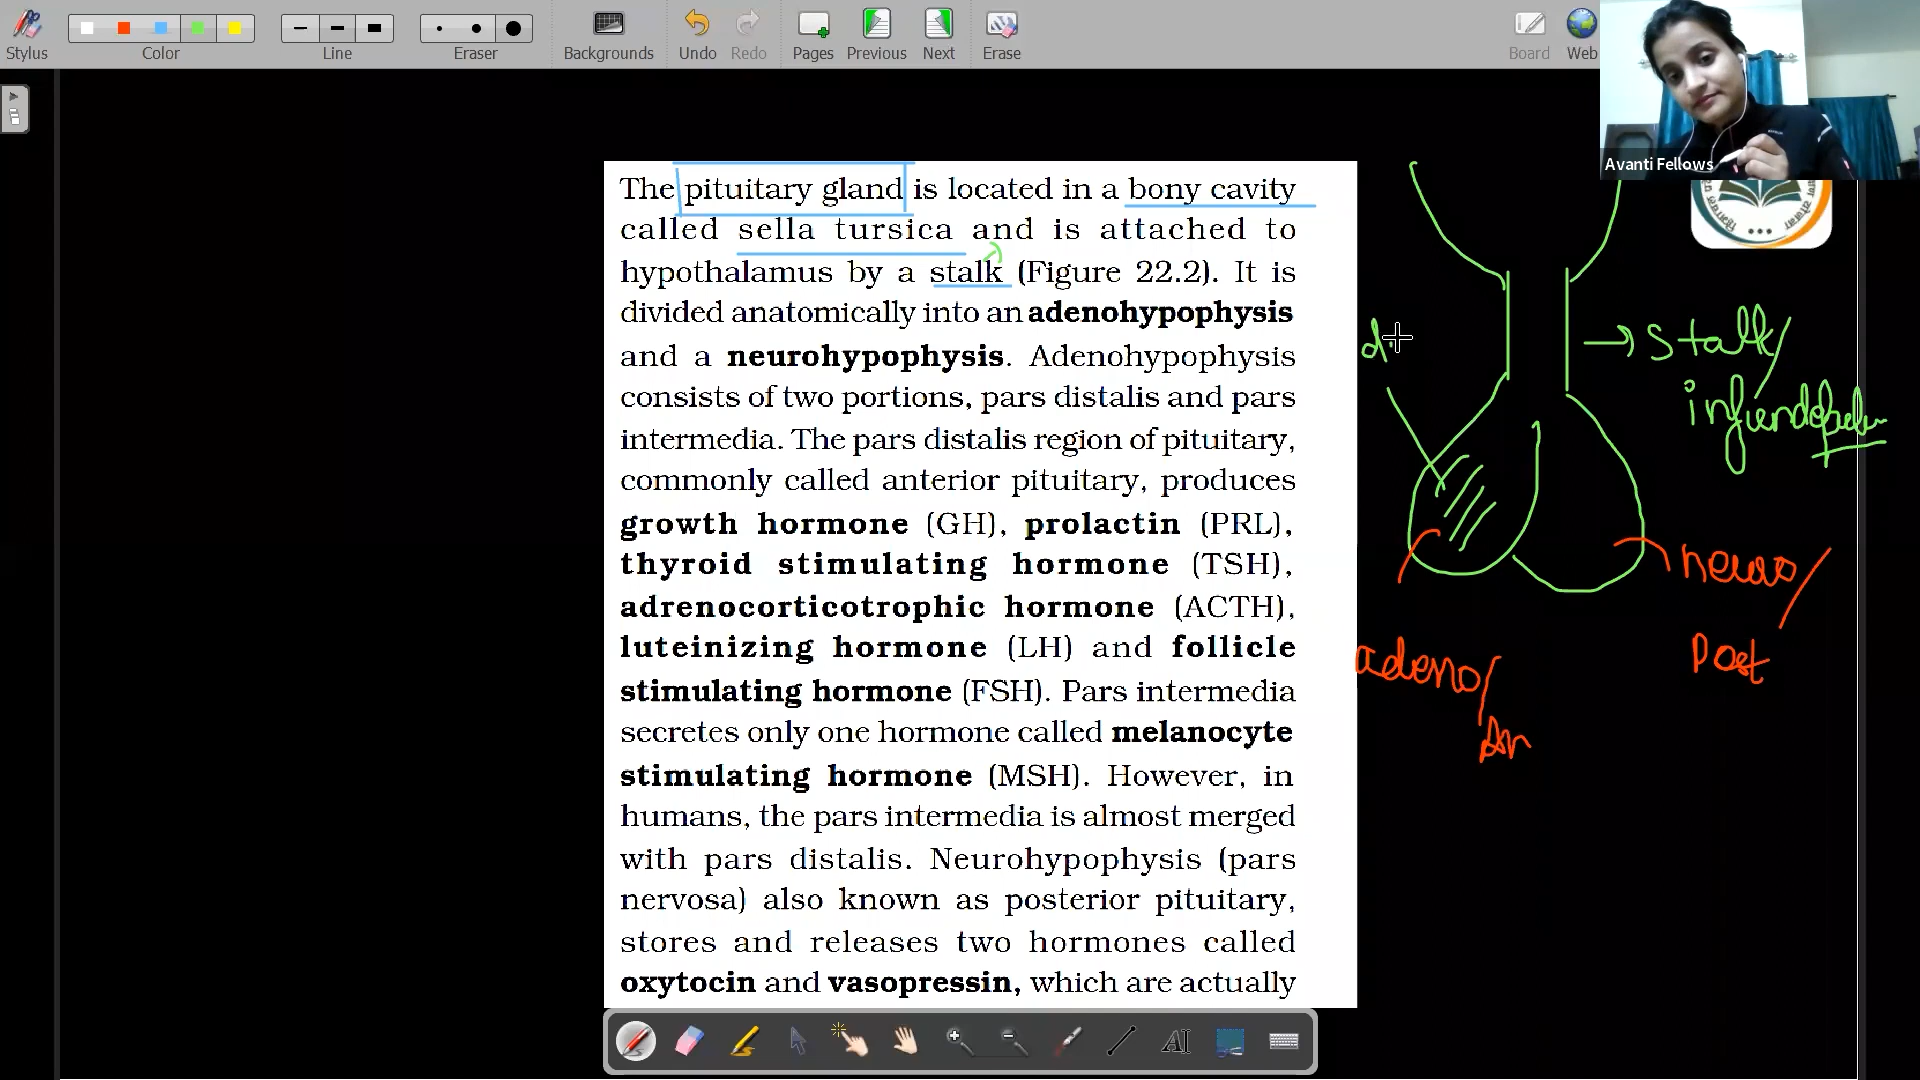 Stylus
Color
Line
Eraser
Backgrounds
Undo
Redo
Pages
Previous
Next
Erase
Board
Web
Avanti Fellows
The pituitary gland is located in a bony cavity
called sella tursica and is attached to
hypothalamus by a stalk (Figure 22.2). It is
divided anatomically into an adenohypophysis
and a neurohypophysis. Adenohypophysis
consists of two portions, pars distalis and pars
intermedia. The pars distalis region of pituitary,
commonly called anterior pituitary, produces
growth hormone (GH), prolactin (PRL),
thyroid stimulating hormone (TSH),
adrenocorticotrophic hormone (ACTH),
luteinizing hormone (LH) and follicle
stimulating hormone (FSH). Pars intermedia
secretes only one hormone called melanocyte
stimulating hormone (MSH). However, in
humans, the pars intermedia is almost merged
with pars distalis. Neurohypophysis (pars
nervosa) also known as posterior pituitary,
stores and releases two hormones called
oxytocin and vasopressin, which are actually
→ stalk/
neuro/
Post
adeno/
An